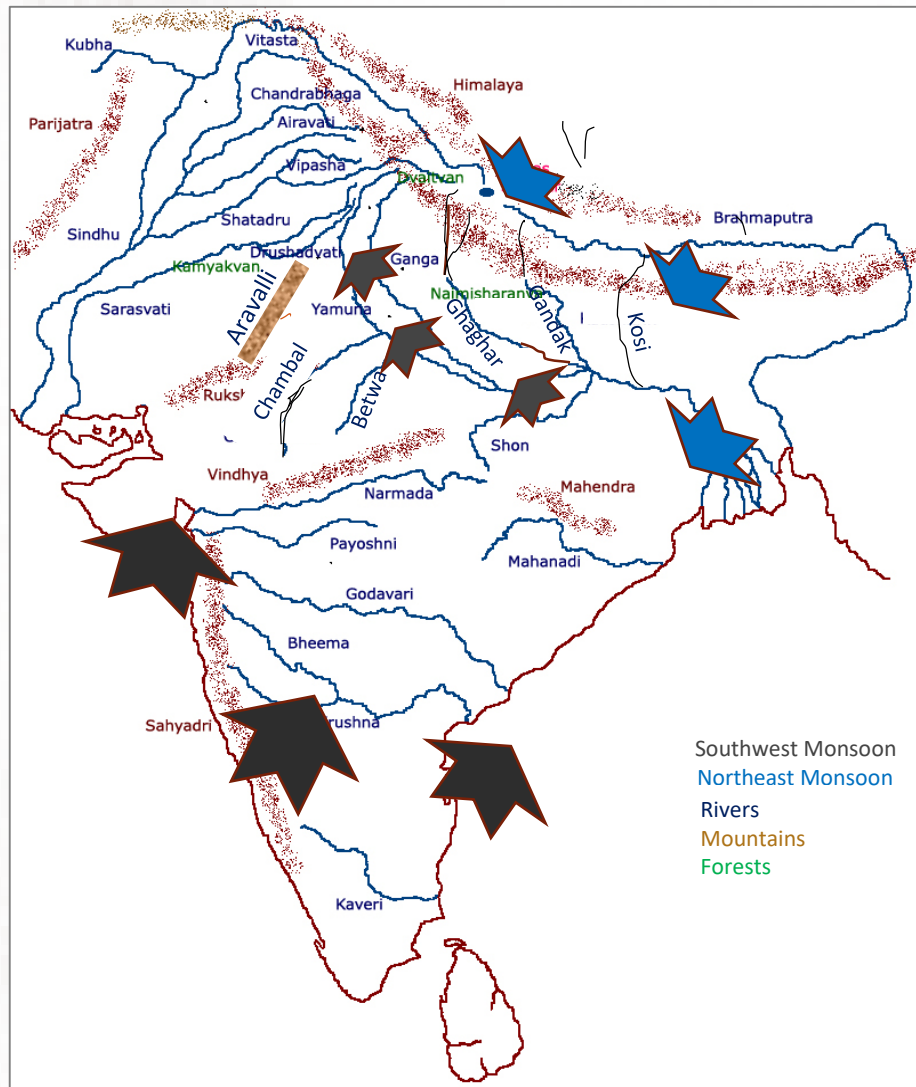 Kubha
Vitasta
Himalaya
Chandrabhaga
Parijatra
Airavati
Vipasha
Dvaitvan
Shatadru
Brahmaputra
Sindhu
Drushadvati
Kamyakvan
Ganga
Naimisharanya
Sarasvati
Aravalli
Yamuna
Ghaghar
Gandak
Kosi
Chambal
Betwa
Shon
Vindhya
Narmada
Mahendra
Payoshni
Mahanadi
Godavari
Bheema
Sahyadri
rushna
Southwest Monsoon
Northeast Monsoon
Rivers
Mountains
Forests
Kaveri